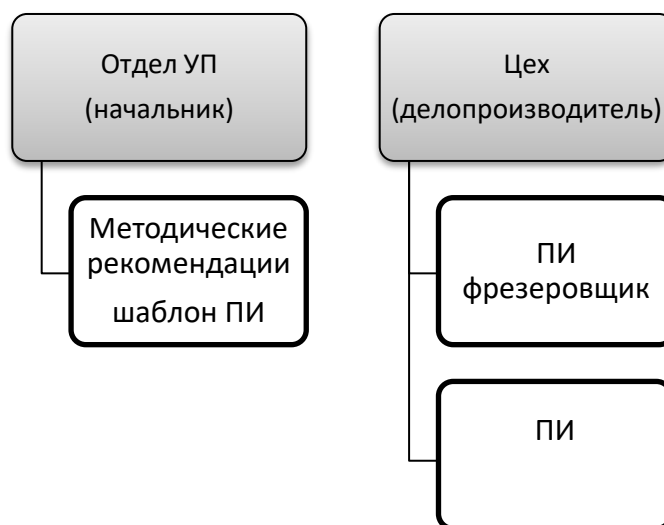 Отдел УП
(начальник)
Методические
рекомендации
шаблон ПИ
Цех
(делопроизводитель)
ПИ
фрезеровщик
ПИ